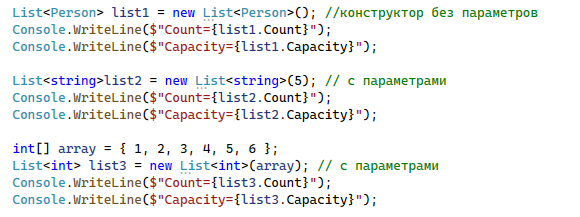 List<Person> list1 = new List<Person>(); //конструктор без параметров
Console.WriteLine($"Count={list1.Count}");
Console.WriteLine($"Capacity={list1.Capacity}");
List<string>list2 = new List<string>(5); // с параметрами
Console.WriteLine($"Count={list2.Count}");
Console.WriteLine($"Capacity={list2.Capacity}");
int[] array = { 1, 2, 3, 4, 5, 6 };
List<int> list3 = new List<int>(array); // с параметрами
Console.WriteLine($"Count={list3.Count}");
Console.WriteLine($"Capacity={list3.Capacity}");